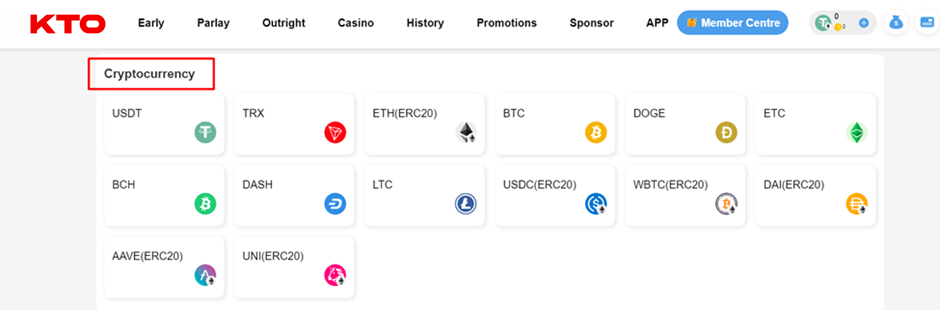 KTO Early Parlay Outright Casino History Promotions Sponsor APP Member Centre 0
0
Cryptocurrency
USDT TRX ETH(ERC20) BTC DOGE ETC
BCH DASH LTC USDC(ERC20) WBTC(ERC20) DAI(ERC20)
AAVE(ERC20) UNI(ERC20)